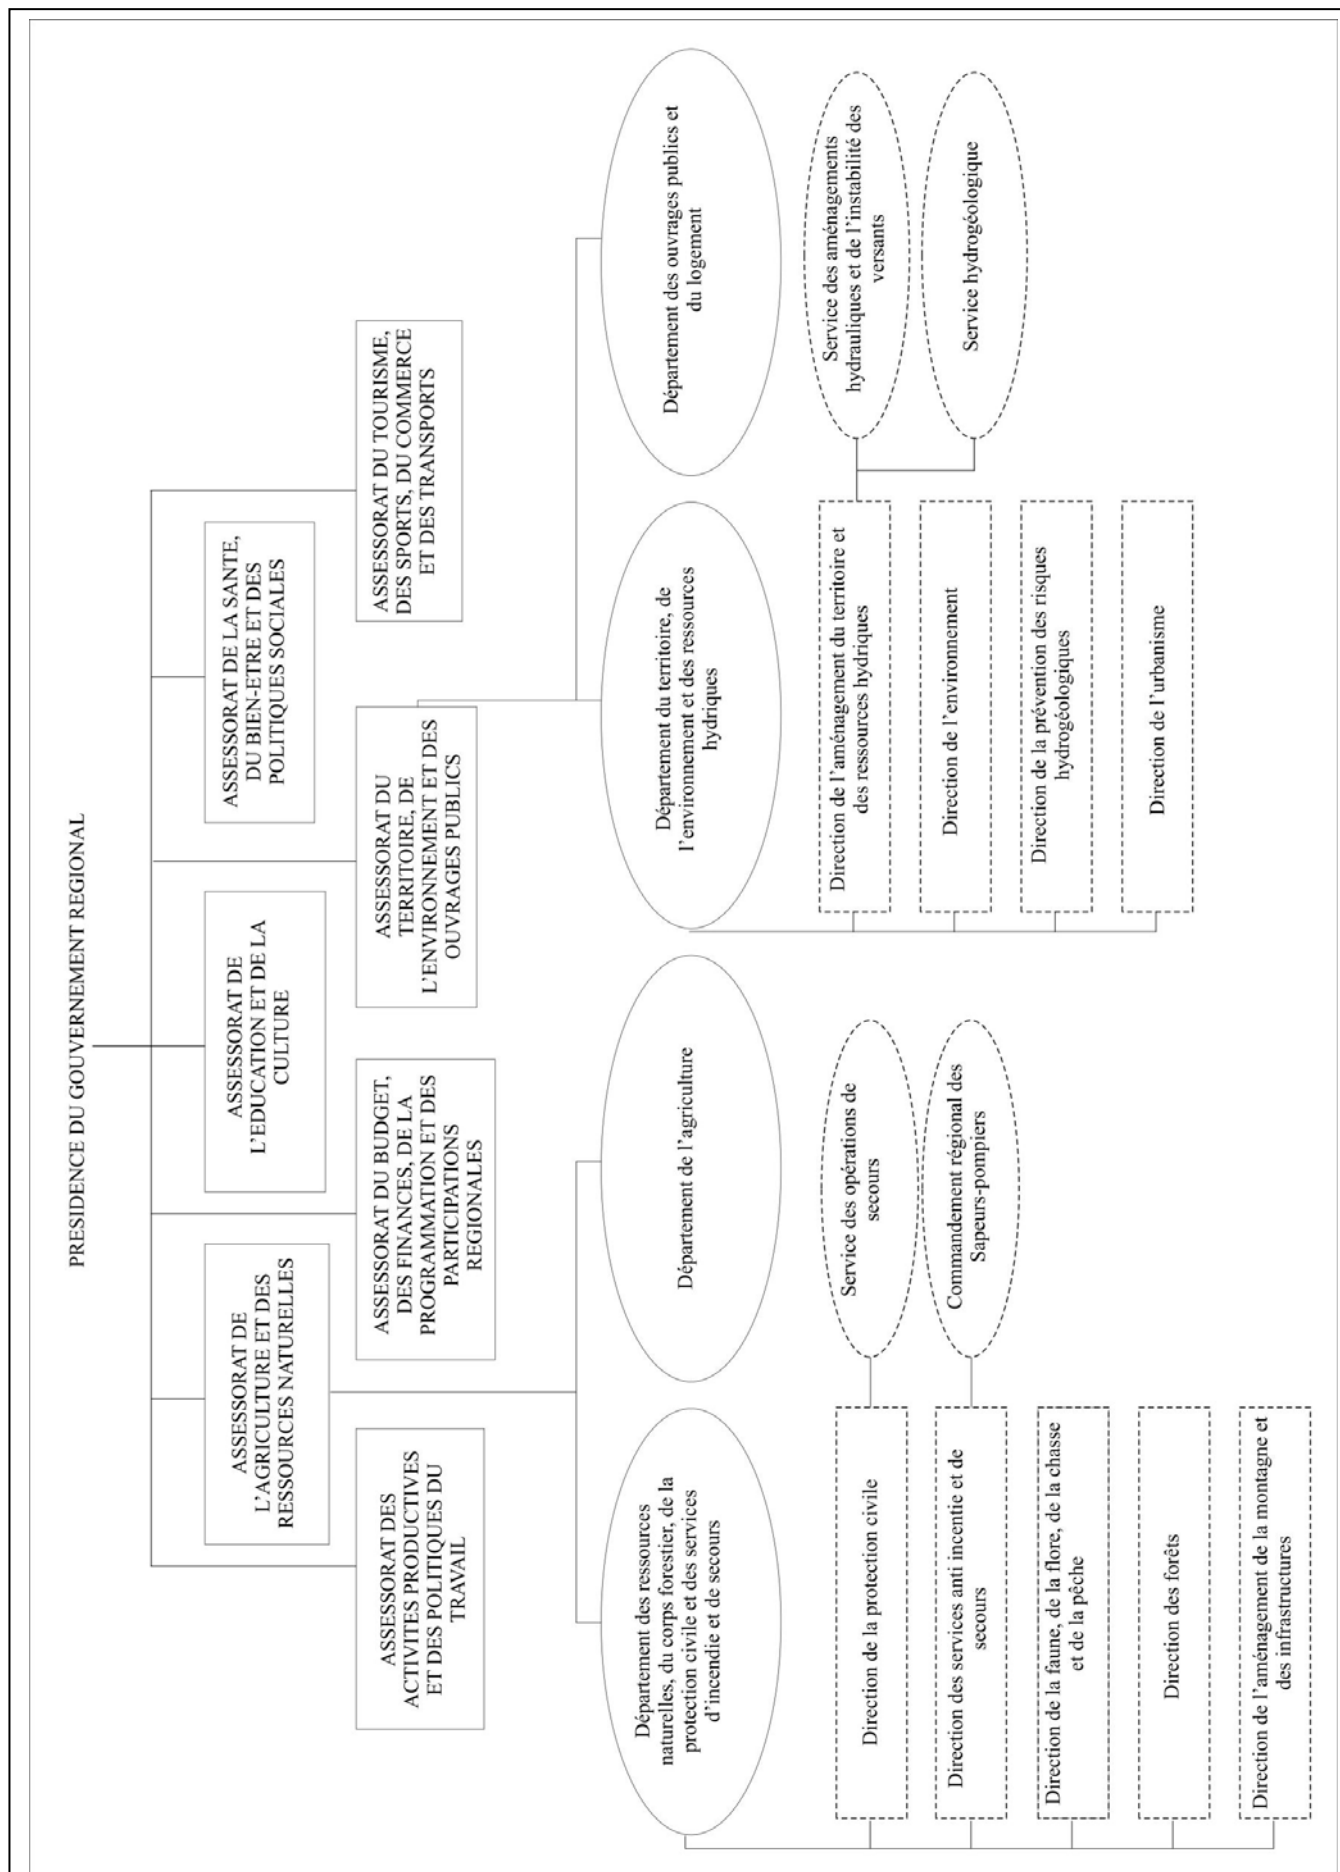 PRESIDENCE DU GOUVERNEMENT REGIONAL
ASSESSORAT DE
L'AGRICULTURE ET DES
RESSOURCES NATURELLES
ASSESSORAT DE
L'EDUCATION ET DE LA
CULTURE
ASSESSORAT DE LA SANTE,
DU BIEN-ETRE ET DES
POLITIQUES SOCIALES
ASSESSORAT DES
ACTIVITES PRODUCTIVES
ET DES POLITIQUES DU
TRAVAIL
ASSESSORAT DU BUDGET,
DES FINANCES, DE LA
PROGRAMMATION ET DES
PARTICIPATIONS
REGIONALES
ASSESSORAT DU
TERRITOIRE, DE
L'ENVIRONNEMENT ET DES
OUVRAGES PUBLICS
ASSESSORAT DU TOURISME,
DES SPORTS, DU COMMERCE
ET DES TRANSPORTS
Département des ressources
naturelles, du corps forestier, de la
protection civile et des services
d'incendie et de secours
Département de l'agriculture
Département du territoire, de
l'environnement et des ressources
hydriques
Département des ouvrages publics et
du logement
Direction de la protection civile
Service des opérations de
secours
Direction des services anti incentie et de
secours
Commandement régional des
Sapeurs-pompiers
Direction de la faune, de la flore, de la chasse
et de la pêche
Direction des forêts
Direction de l'aménagement de la montagne et
des infrastructures
Direction de l'aménagement du territoire et
des ressources hydriques
Service des aménagements
hydrauliques et de l'instabilité des
versants
Service hydrogéologique
Direction de l'environnement
Direction de la prévention des risques
hydrogéologiques
Direction de l'urbanisme